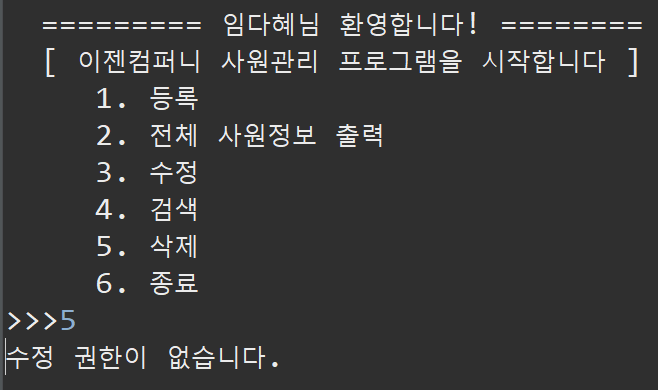 ========= 임다혜님 환영합니다! ========
[ 이젠컴퍼니 사원관리 프로그램을 시작합니다 ]
1. 등록
2. 전체 사원정보 출력
3. 수정
4. 검색
5. 삭제
6. 종료
>>>5
수정 권한이 없습니다.